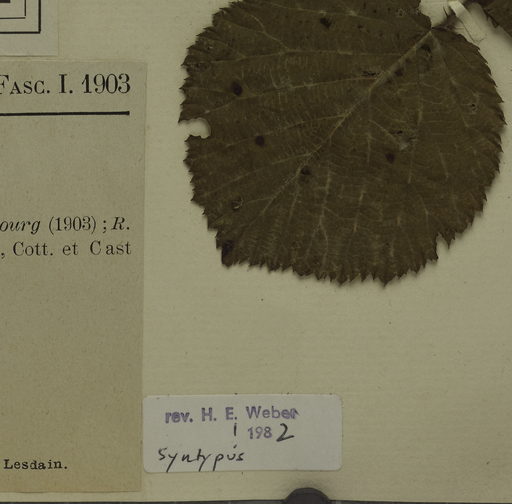 FASC. I. 1903
ourg (1903) ; R.
, Cott. et Cast
Lesdain.
rev. H. E. Weber
1982
Syntypus